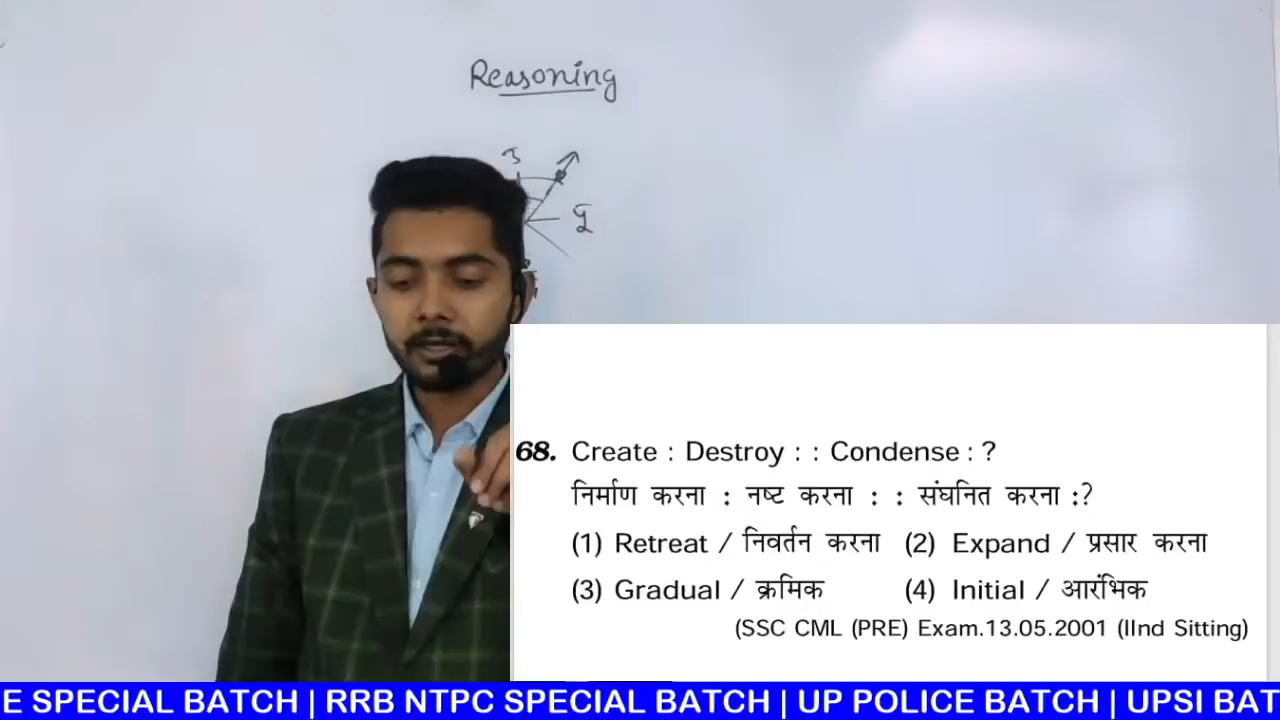 Reasoning
उ
पू
68. Create : Destroy : : Condense : ?
निर्माण करना : नष्ट करना : : संघनित करना :?
(1) Retreat / निवर्तन करना (2) Expand / प्रसार करना
(3) Gradual / क्रमिक (4) Initial / आरंभिक
(SSC CML (PRE) Exam.13.05.2001 (IInd Sitting)
E SPECIAL BATCH | RRB NTPC SPECIAL BATCH | UP POLICE BATCH | UPSI BAT